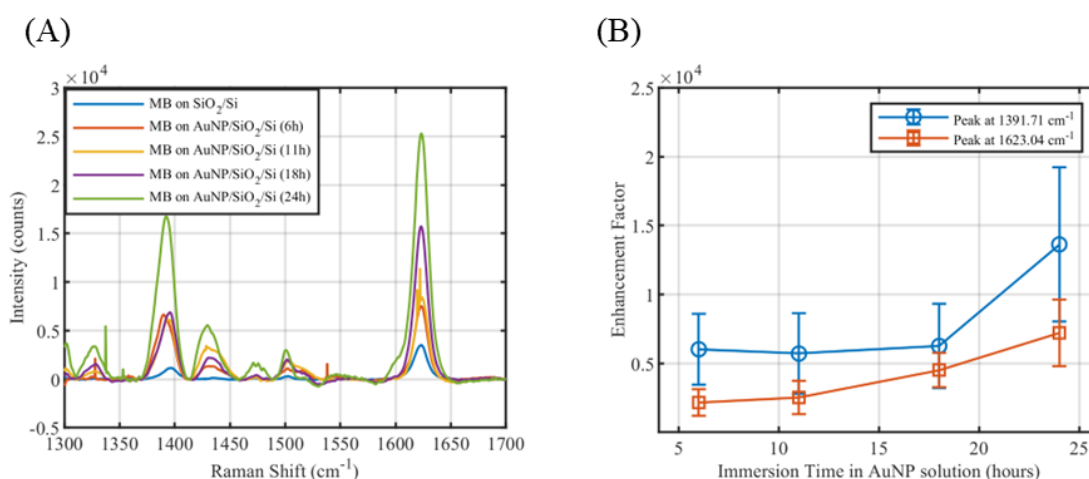 (A)
×10⁴
3
2.5
2
1.5
1
0.5
0
-0.5
Intensity (counts)
MB on SiO₂/Si
MB on AuNP/SiO₂/Si (6h)
MB on AuNP/SiO₂/Si (11h)
MB on AuNP/SiO₂/Si (18h)
MB on AuNP/SiO₂/Si (24h)
1300 1350 1400 1450 1500 1550 1600 1650 1700
Raman Shift (cm⁻¹)
(B)
×10⁴
2.5
2
1.5
1
0.5
Enhancement Factor
Peak at 1391.71 cm⁻¹
Peak at 1623.04 cm⁻¹
5 10 15 20 25
Immersion Time in AuNP solution (hours)